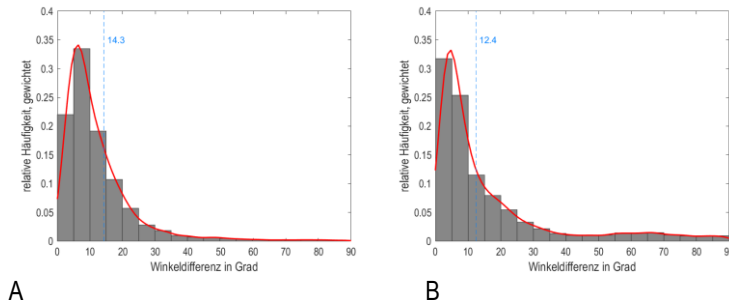 0.4
0.35
0.3
0.25
0.2
0.15
0.1
0.05
0
relative Häufigkeit, gewichtet
14.3
0 10 20 30 40 50 60 70 80 90
Winkeldifferenz in Grad
A
0.4
0.35
0.3
0.25
0.2
0.15
0.1
0.05
0
relative Häufigkeit, gewichtet
12.4
0 10 20 30 40 50 60 70 80 90
Winkeldifferenz in Grad
B